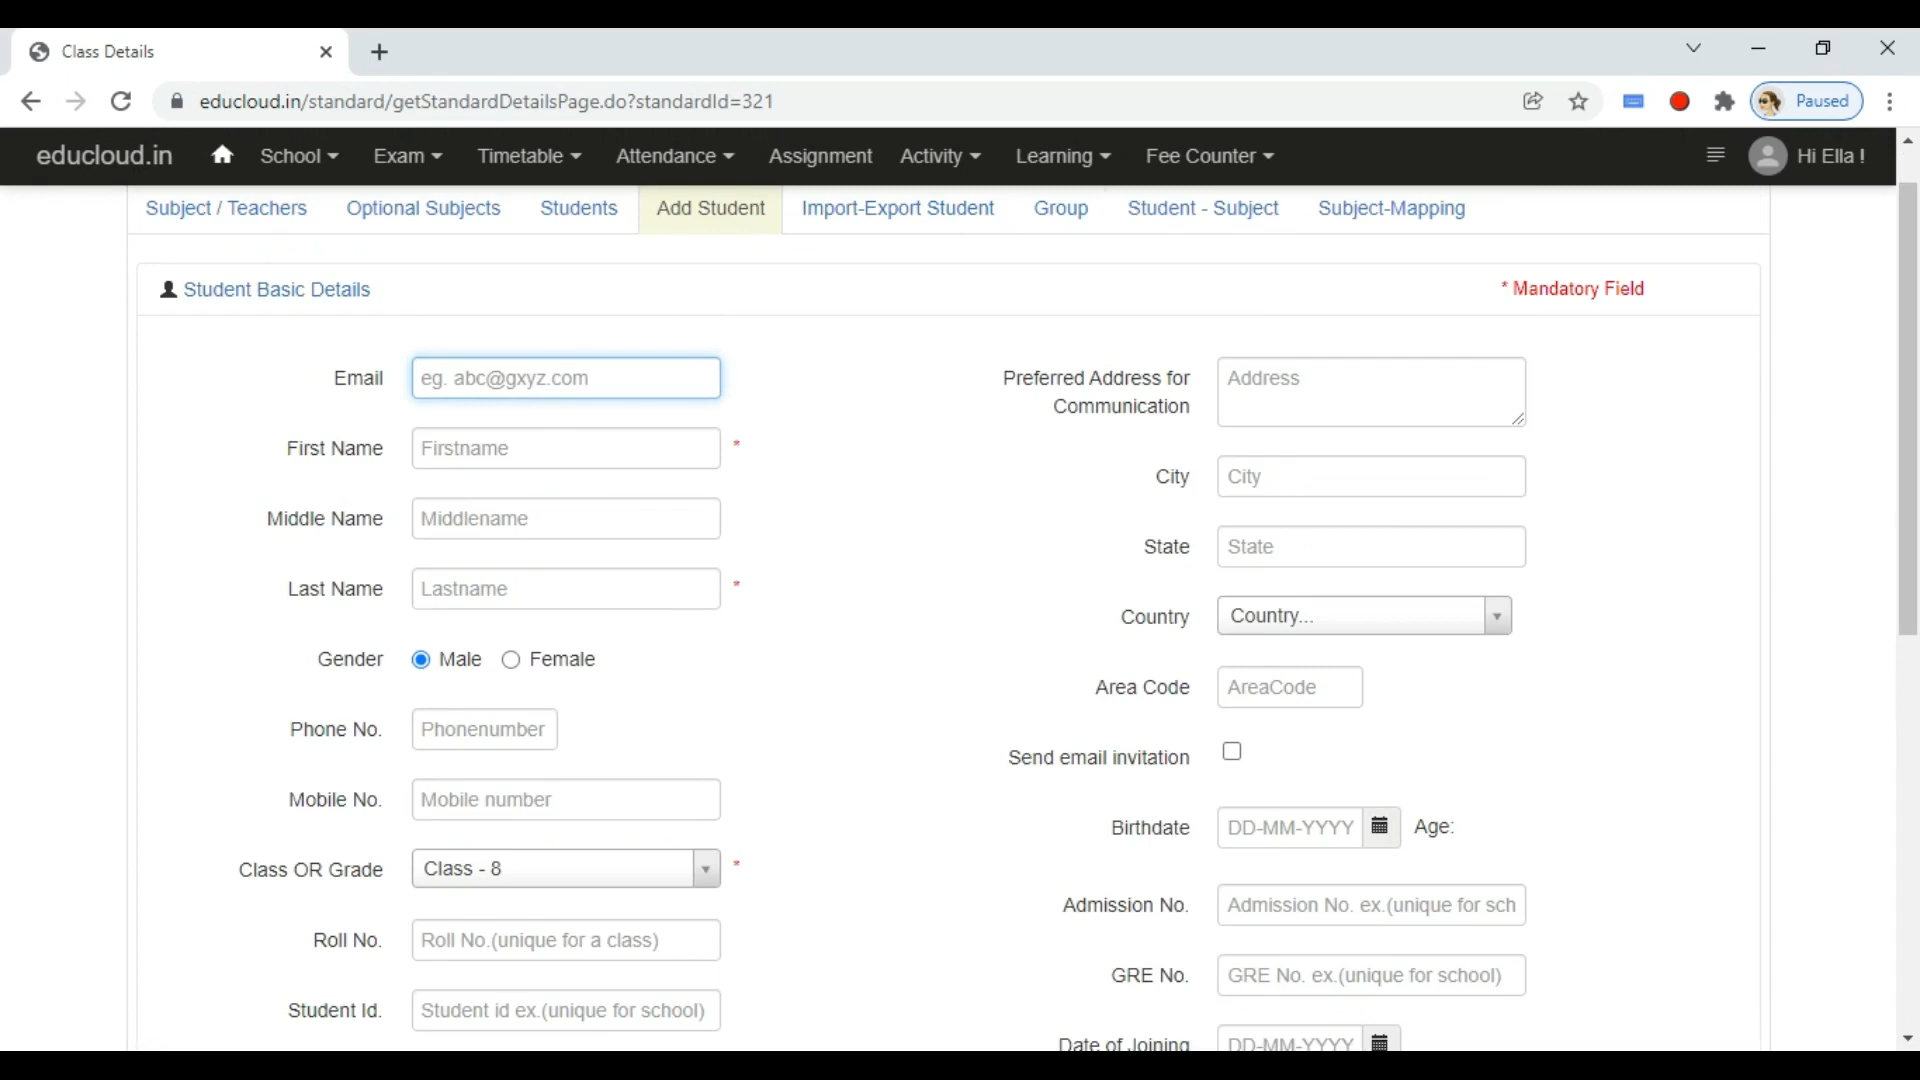 Class Details
educloud.in/standard/getStandardDetailsPage.do?standardId=321
Paused
educloud.in School Exam Timetable Attendance Assignment Activity Learning Fee Counter Hi Ella !
Subject / Teachers Optional Subjects Students Add Student Import-Export Student Group Student - Subject Subject-Mapping
Student Basic Details * Mandatory Field
Email eg. abc@gxyz.com
First Name Firstname *
Middle Name Middlename
Last Name Lastname *
Gender Male Female
Phone No. Phonenumber
Mobile No. Mobile number
Class OR Grade Class - 8 *
Roll No. Roll No.(unique for a class)
Student Id. Student id ex.(unique for school)
Preferred Address for Address
Communication
City City
State State
Country Country...
Area Code AreaCode
Send email invitation
Birthdate DD-MM-YYYY Age:
Admission No. Admission No. ex.(unique for sch
GRE No. GRE No. ex.(unique for school)
Date of Joining DD-MM-YYYY